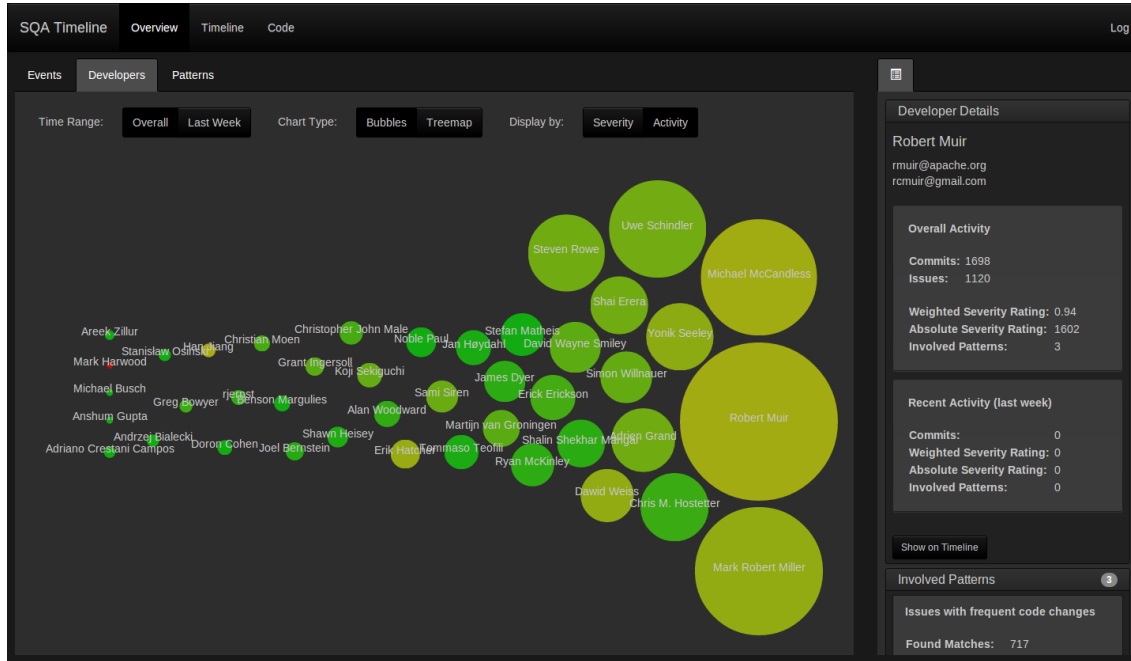 SQA Timeline Overview Timeline Code Log
Events Developers Patterns
Time Range: Overall Last Week Chart Type: Bubbles Treemap Display by: Severity Activity
Uwe Schindler
Steven Rowe
Michael McCandless
Shai Erera
Areek Zillur
Christopher John Male
Stefan Matheis
Yonik Seeley
Christian Moen
Noble Paul
Jan Høydahl
David Wayne Smiley
Stanislaw Osinski
Mark Harwood
Grant Ingersoll
Koji Sekiguchi
Simon Willnauer
James Dyer
Michael Busch
rjernst
Sami Siren
Erick Erickson
Greg Bowyer
Benson Margulies
Alan Woodward
Anshum Gupta
Robert Muir
Martijn van Groningen
Shawn Heisey
Andrzej Bialecki
Adrien Grand
Shalin Shekhar Mangar
Adriano Crestani Campos
Doron Cohen
Joel Bernstein
Erik Hatcher
Tommaso Teofili
Ryan McKinley
Dawid Weiss
Chris M. Hostetter
Mark Robert Miller
Developer Details
Robert Muir
rmuir@apache.org
rcmuir@gmail.com
Overall Activity
Commits: 1698
Issues: 1120
Weighted Severity Rating: 0.94
Absolute Severity Rating: 1602
Involved Patterns: 3
Recent Activity (last week)
Commits: 0
Weighted Severity Rating: 0
Absolute Severity Rating: 0
Involved Patterns: 0
Show on Timeline
Involved Patterns 3
Issues with frequent code changes
Found Matches: 717